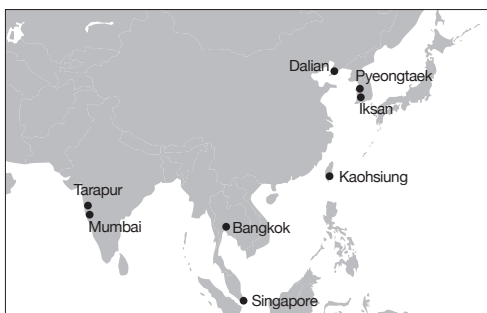 Dalian
Pyeongtaek
Iksan
Kaohsiung
Tarapur
Mumbai
Bangkok
Singapore